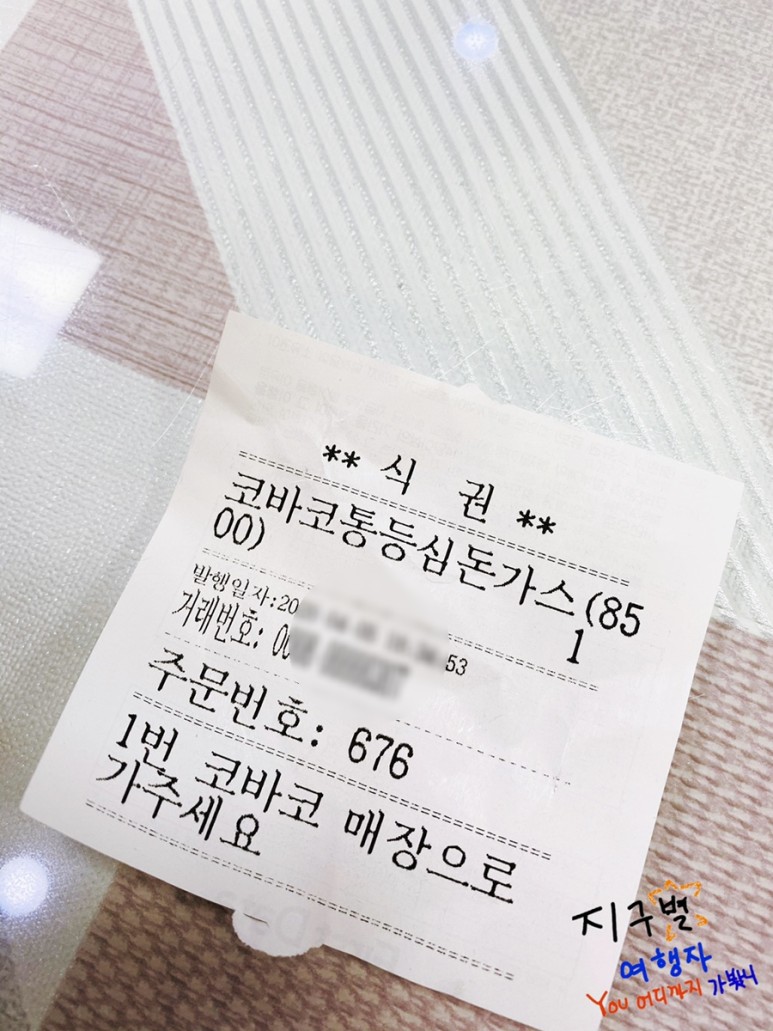 ** 식 권 **
코바코통등심돈가스(85
00) 1
발행일자:20 53
거래번호: 00
주문번호: 676
1번 코바코 매장으로
가주세요
지구별
여행자
You 어디까지 가봤니